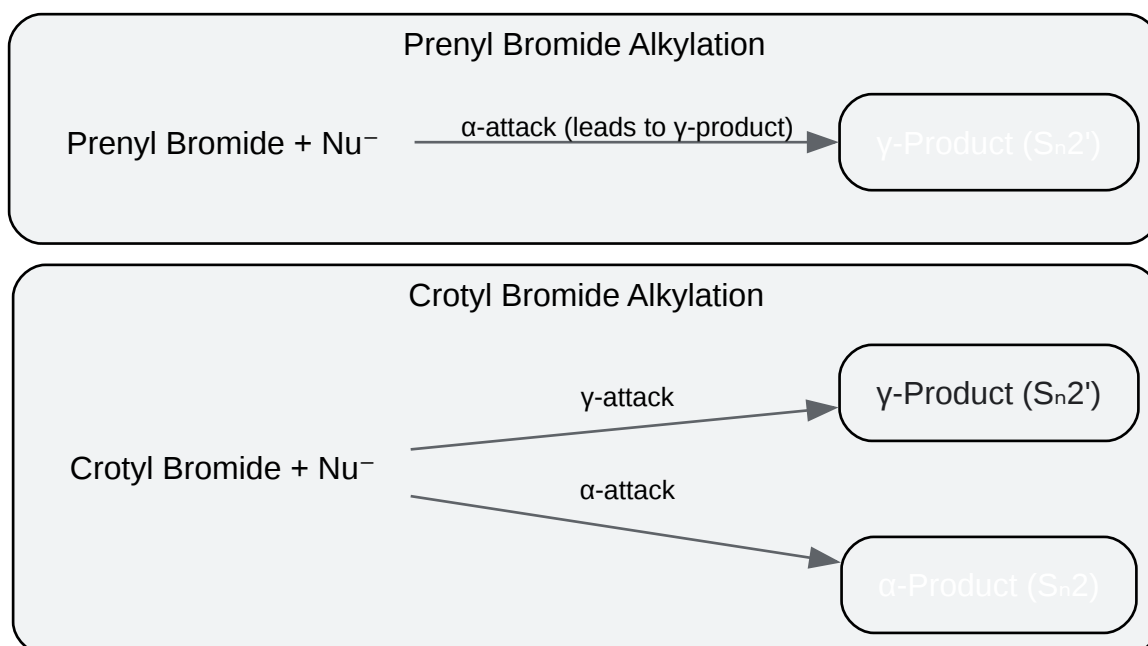 Prenyl Bromide Alkylation
Prenyl Bromide + Nu⁻
α-attack (leads to γ-product)
γ-Product (Sₙ2')
Crotyl Bromide Alkylation
γ-attack
γ-Product (Sₙ2')
Crotyl Bromide + Nu⁻
α-attack
α-Product (Sₙ2)